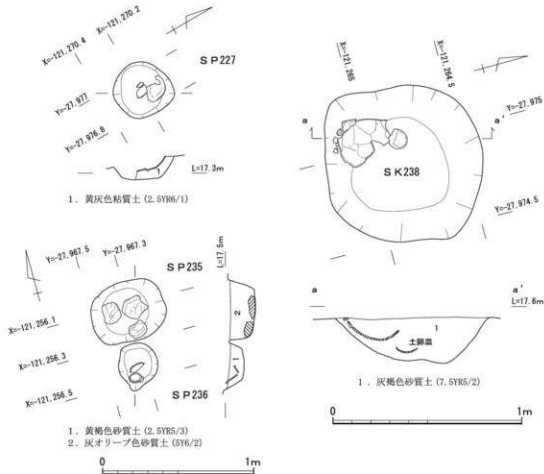 X=-121,270.4
X=-121,270.2
SP227
Y=-27,977
Y=-27,976.8
L=17.3m
1
1．黄灰色粘質土 (2.5YR6/1)
Y=-27,967.5
Y=-27,967.3
SP235
L=17.5m
X=-121,256.1
X=-121,256.3
X=-121,256.5
2
1
SP236
1．黄褐色砂質土 (2.5YR5/3)
2．灰オリーブ色砂質土 (5Y6/2)
0 1m
X=-121,265
X=-121,264.5
Y=-27,975
a a'
SK238
Y=-27,974.5
a a'
L=17.6m
1
土師皿
1．灰褐色砂質土 (7.5YR5/2)
0 1m